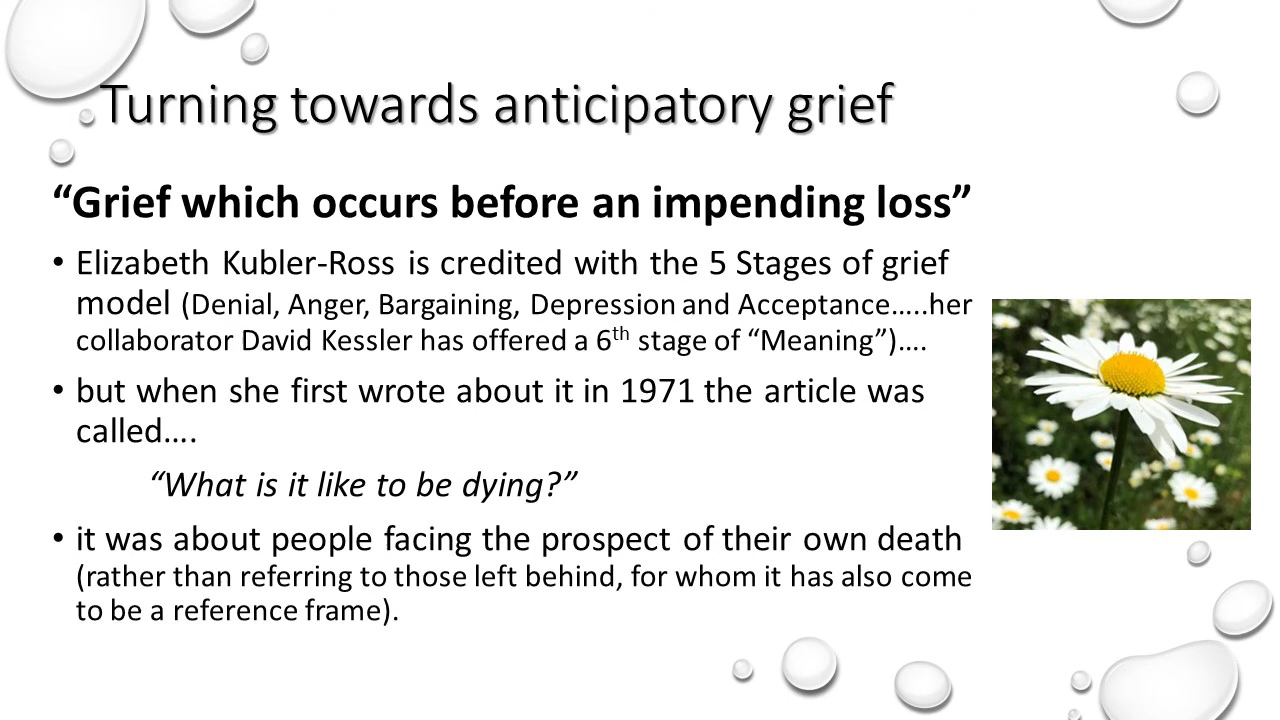 Turning towards anticipatory grief
“Grief which occurs before an impending loss”
• Elizabeth Kubler-Ross is credited with the 5 Stages of grief
model (Denial, Anger, Bargaining, Depression and Acceptance…..her
collaborator David Kessler has offered a 6th stage of “Meaning”)….
• but when she first wrote about it in 1971 the article was
called….
“What is it like to be dying?”
• it was about people facing the prospect of their own death
(rather than referring to those left behind, for whom it has also come
to be a reference frame).